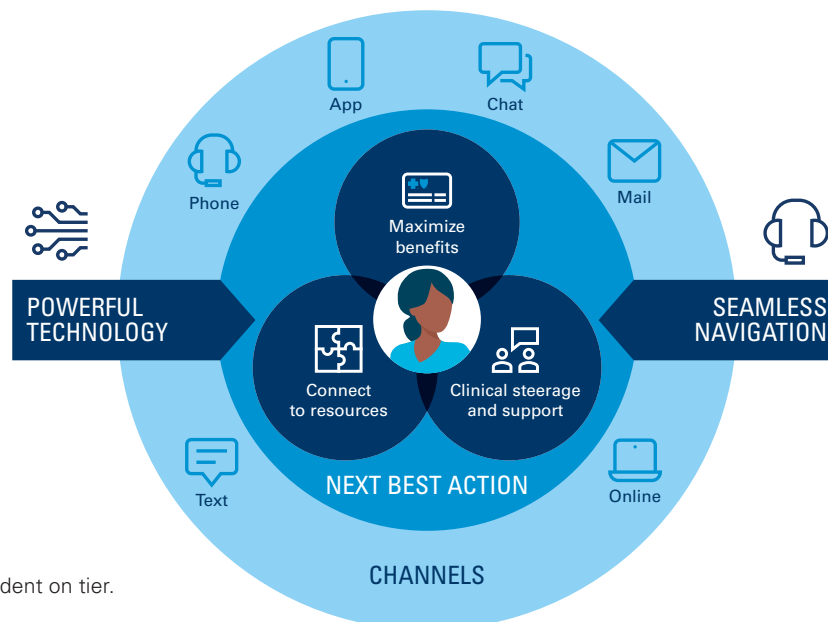 App
Chat
Phone
Mail
Maximize
benefits
POWERFUL
TECHNOLOGY
SEAMLESS
NAVIGATION
Connect
to resources
Clinical steerage
and support
NEXT BEST ACTION
Text
Online
CHANNELS
dent on tier.